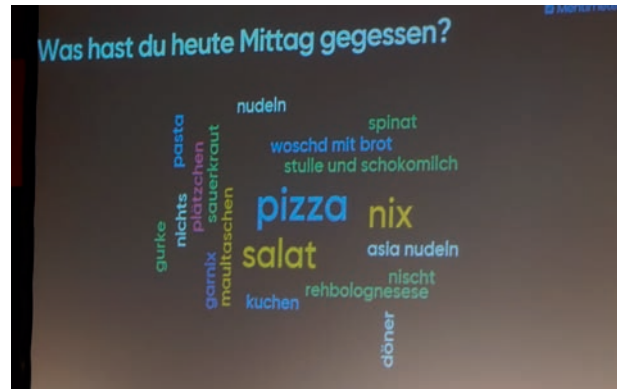 Mentimeter
Was hast du heute Mittag gegessen?
nudeln
spinat
woschd mit brot
stulle und schokomilch
pasta
plätzchen
sauerkraut
nichts
gurke
maultaschen
garnix
pizza
nix
salat
asia nudeln
nischt
rehbolognesese
kuchen
döner